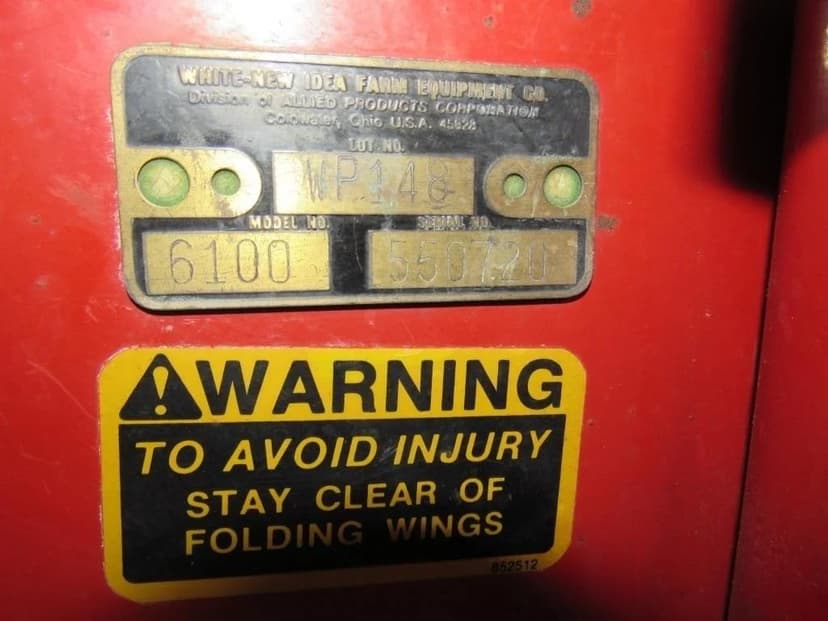 WHITE-NEW IDEA FARM EQUIPMENT CO.
Division of ALLIED PRODUCTS CORPORATION
Coldwater, Ohio U.S.A. 45828
LOT NO.
WP148
MODEL NO. SERIAL NO.
6100 550720
WARNING
TO AVOID INJURY
STAY CLEAR OF
FOLDING WINGS
852512